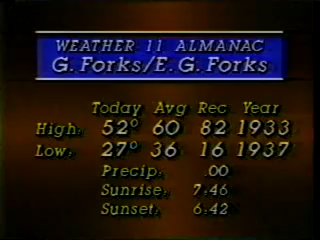 WEATHER 11 ALMANAC
G. Forks/E. G. Forks
Today Avg Rec Year
High: 52° 60 82 1933
Low: 27° 36 16 1937
Precip: .00
Sunrise: 7:46
Sunset: 6:42